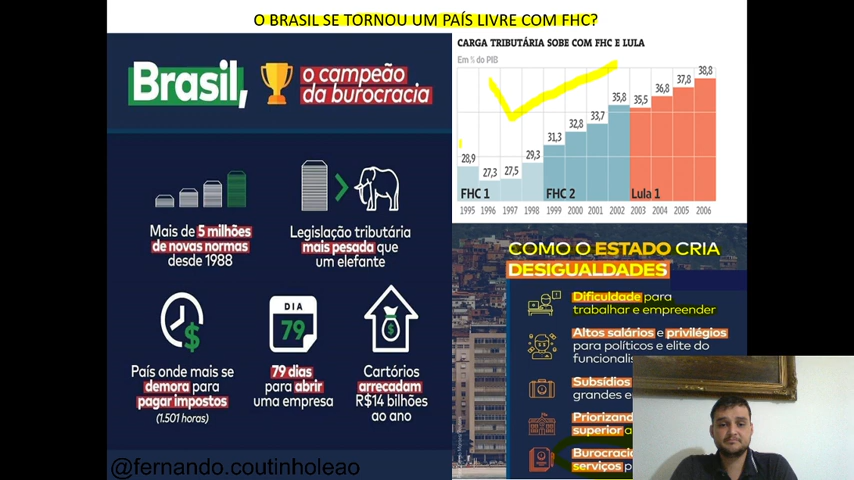 O BRASIL SE TORNOU UM PAÍS LIVRE COM FHC?
Brasil,
o campeão
da burocracia
Mais de 5 milhões
de novas normas
desde 1988
Legislação tributária
mais pesada que
um elefante
País onde mais se
demora para
pagar impostos
(1.501 horas)
DIA
79
79 dias
para abrir
uma empresa
Cartórios
arrecadam
R$14 bilhões
ao ano
@fernando.coutinholeao
CARGA TRIBUTÁRIA SOBE COM FHC E LULA
Em % do PIB
28,9 27,3 27,5 29,3 31,3 32,8 33,7 35,8 35,5 36,8 37,8 38,8
FHC 1 FHC 2 Lula 1
1995 1996 1997 1998 1999 2000 2001 2002 2003 2004 2005 2006
COMO O ESTADO CRIA
DESIGUALDADES
Dificuldade para
trabalhar e empreender
Altos salários e privilégios
para políticos e elite do
Subsídios
grandes e
Priorizando
superior a
serviços p